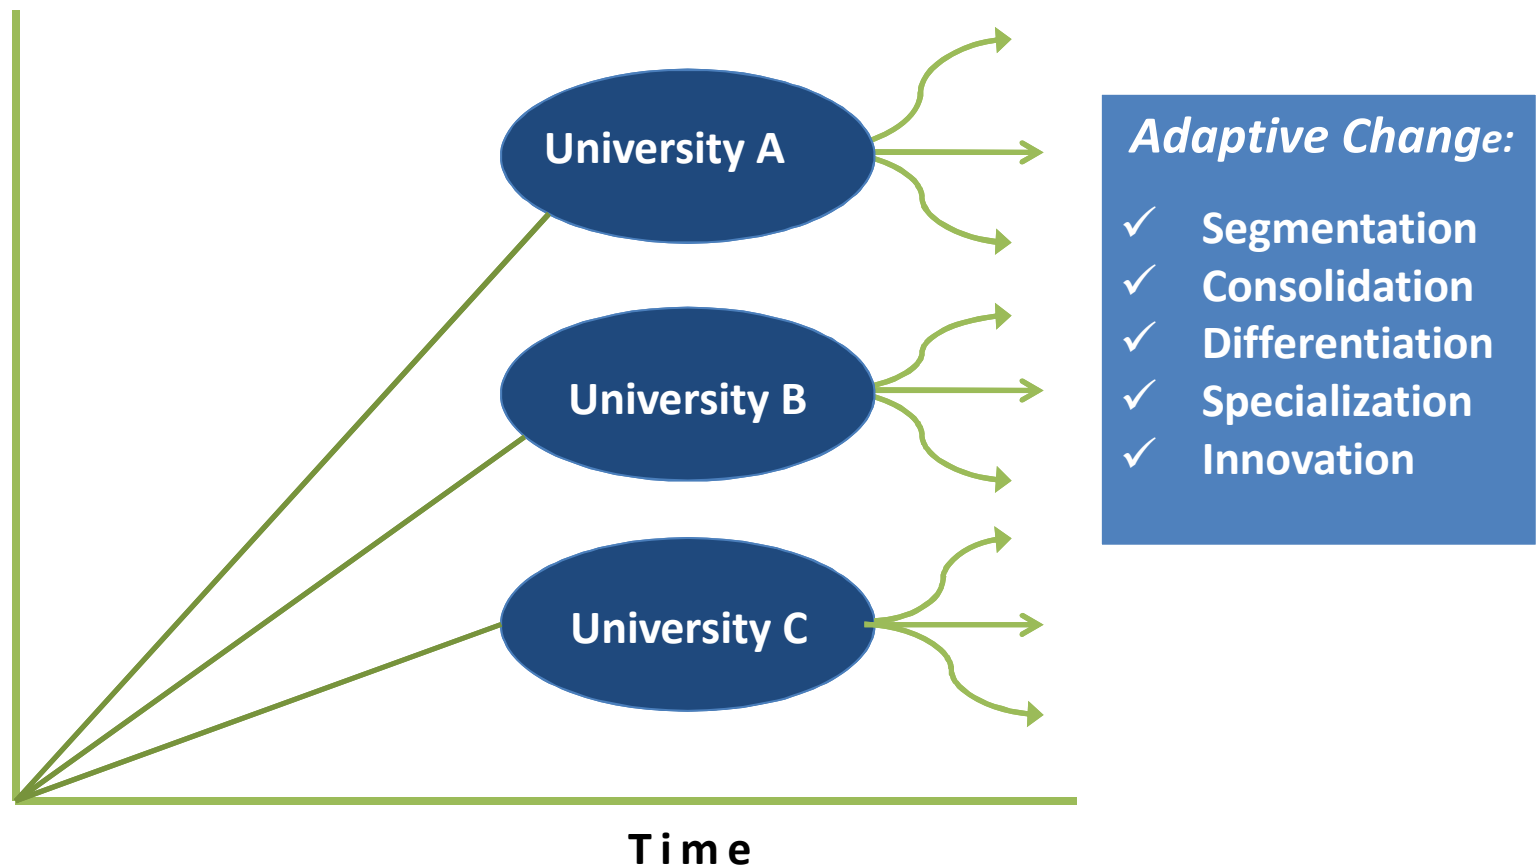 University A
Adaptive Change:
✓ Segmentation
✓ Consolidation
✓ Differentiation
✓ Specialization
✓ Innovation
University B
University C
Time